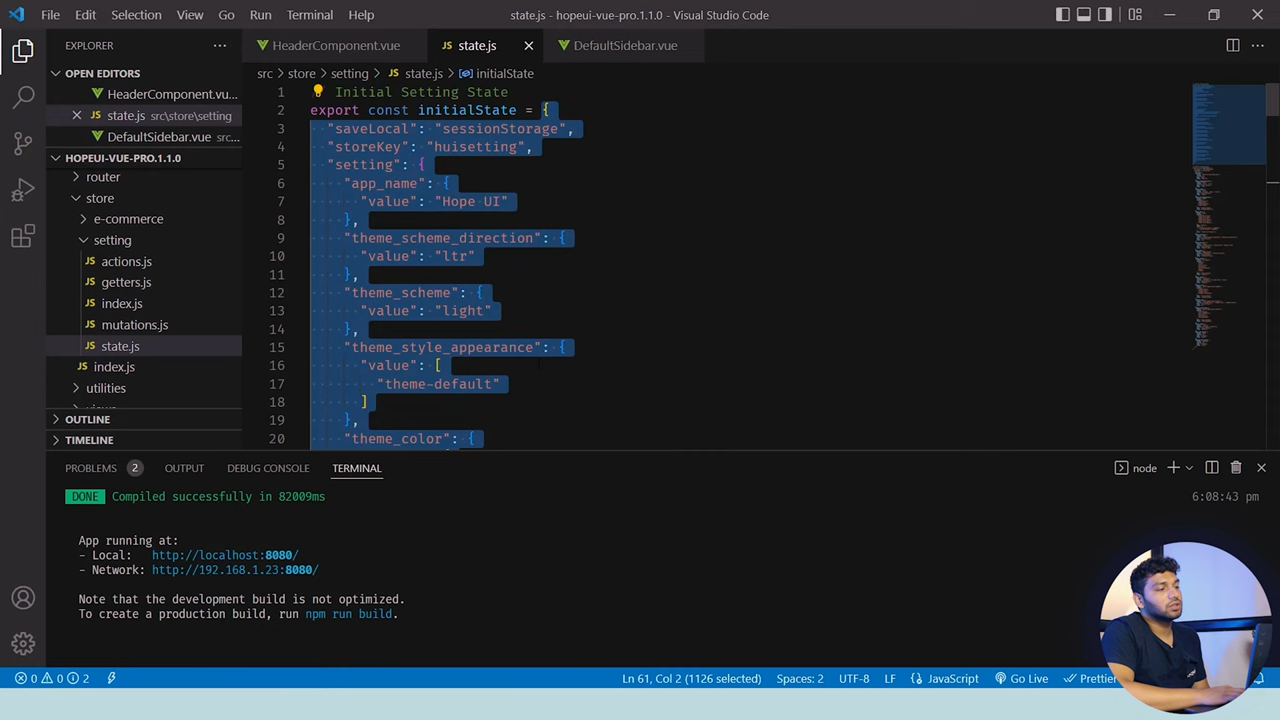 File Edit Selection View Go Run Terminal Help
state.js - hopeui-vue-pro.1.1.0 - Visual Studio Code
EXPLORER
OPEN EDITORS
HeaderComponent.vu...
state.js src\store\setting
DefaultSidebar.vue sr...
HOPEUI-VUE-PRO.1.1.0
router
store
e-commerce
setting
actions.js
getters.js
index.js
mutations.js
state.js
index.js
utilities
OUTLINE
TIMELINE
HeaderComponent.vue state.js DefaultSidebar.vue
src > store > setting > state.js > initialState
1 Initial Setting State
2 export const initialState = {
3 "saveLocal": "sessionStorage",
4 "storeKey": "huisetting",
5 "setting": {
6 "app_name": {
7 "value": "Hope UI"
8 },
9 "theme_scheme_direction": {
10 "value": "ltr"
11 },
12 "theme_scheme": {
13 "value": "light"
14 },
15 "theme_style_appearance": {
16 "value": [
17 "theme-default"
18 ]
19 },
20 "theme_color": {
PROBLEMS 2 OUTPUT DEBUG CONSOLE TERMINAL
node
DONE Compiled successfully in 82009ms
6:08:43 pm
App running at:
- Local: http://localhost:8080/
- Network: http://192.168.1.23:8080/
Note that the development build is not optimized.
To create a production build, run npm run build.
0 0 2
Ln 61, Col 2 (1126 selected) Spaces: 2 UTF-8 LF {} JavaScript Go Live Prettier